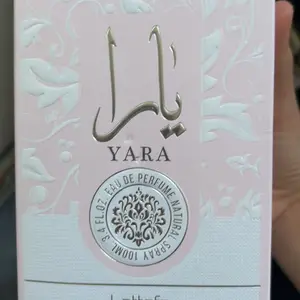 يارا
YARA
3.4 FL.OZ. EAU DE PERFUME NATURAL SPRAY 100ML